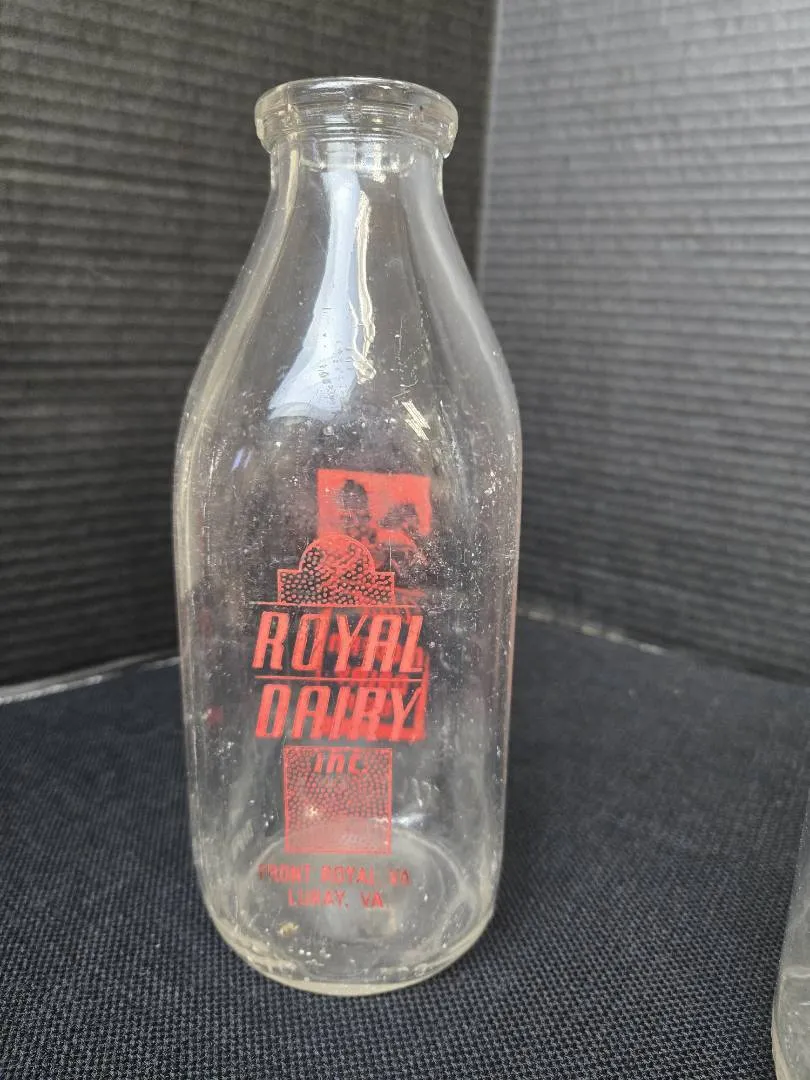 ROYAL
DAIRY
INC.
FRONT ROYAL, VA
LURAY, VA.